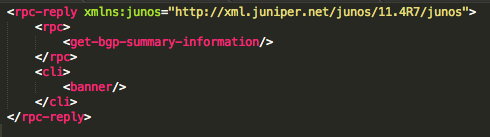 <rpc-reply xmlns:junos="http://xml.juniper.net/junos/11.4R7/junos">
    <rpc>
        <get-bgp-summary-information/>
    </rpc>
    <cli>
        <banner/>
    </cli>
</rpc-reply>